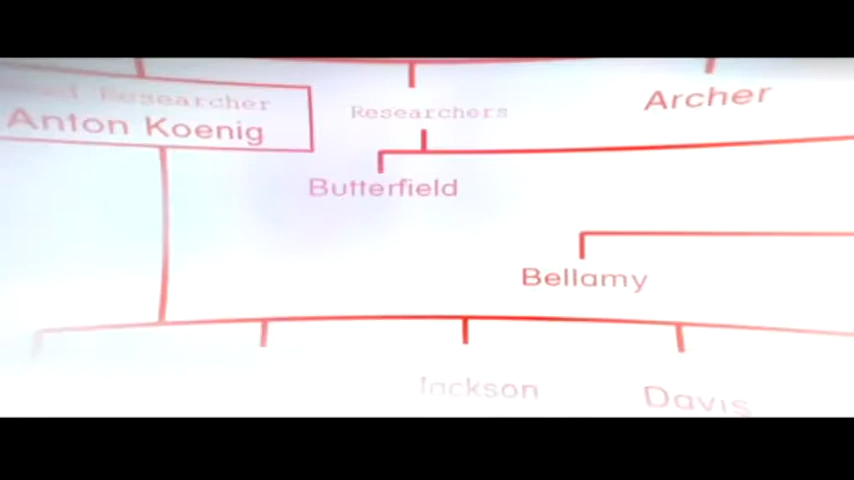 Researcher
Anton Koenig
Researchers
Archer
Butterfield
Bellamy
Jackson
Davis